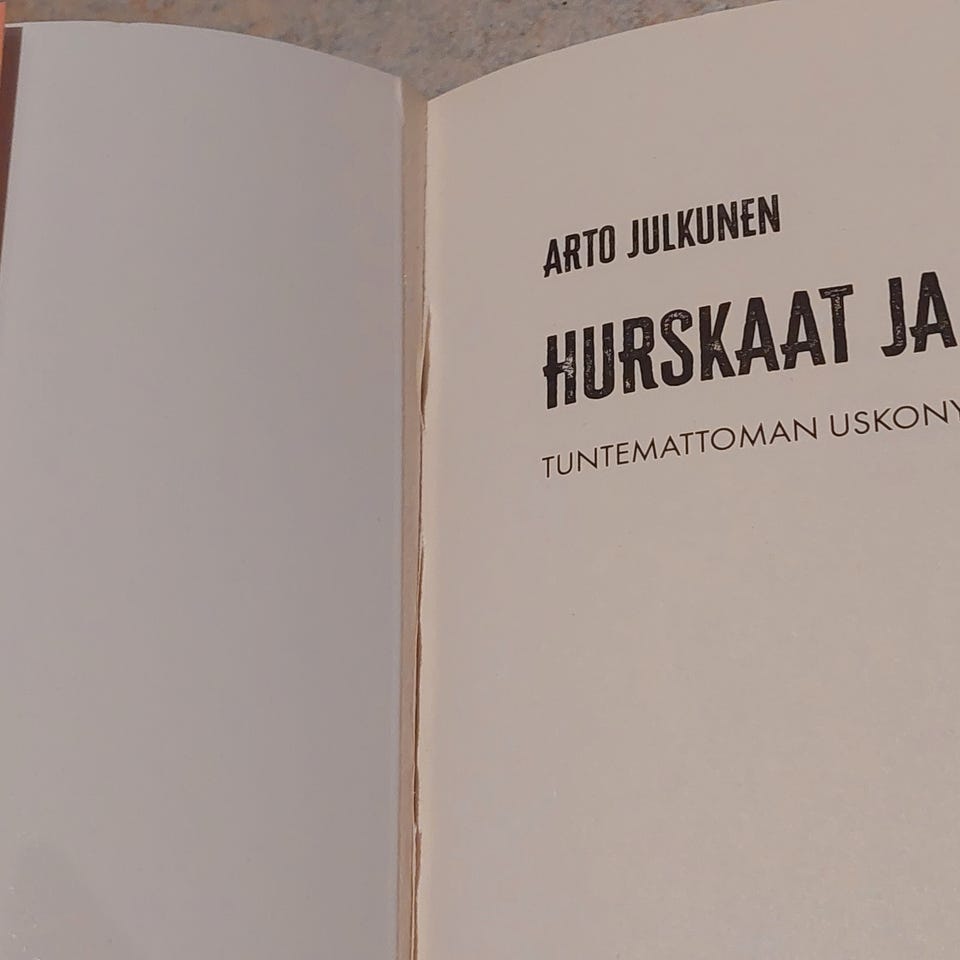 ARTO JULKUNEN
HURSKAAT JA
TUNTEMATTOMAN USKONY